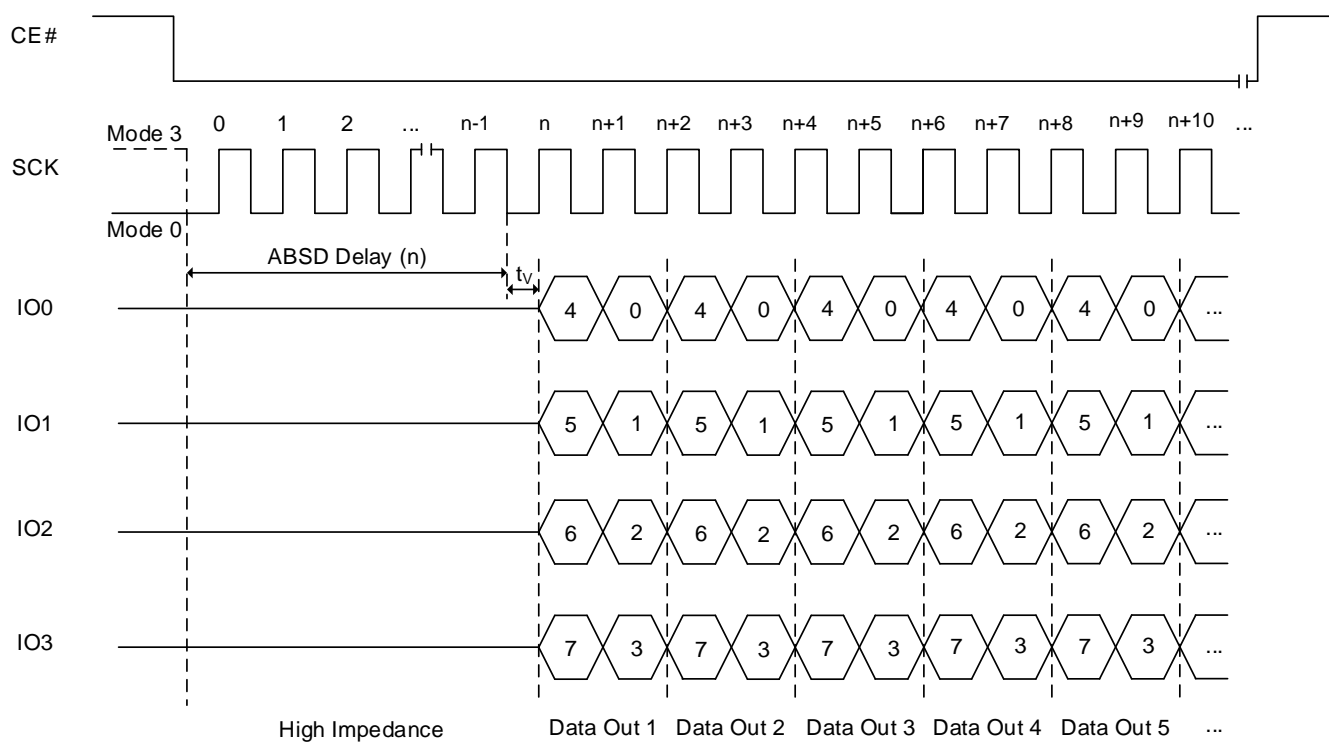 CE#
Mode 3
0 1 2 ... n-1 n n+1 n+2 n+3 n+4 n+5 n+6 n+7 n+8 n+9 n+10 ...
SCK
Mode 0
ABSD Delay (n)
tV
IO0
4 0 4 0 4 0 4 0 4 0 ...
IO1
5 1 5 1 5 1 5 1 5 1 ...
IO2
6 2 6 2 6 2 6 2 6 2 ...
IO3
7 3 7 3 7 3 7 3 7 3 ...
High Impedance Data Out 1 Data Out 2 Data Out 3 Data Out 4 Data Out 5 ...